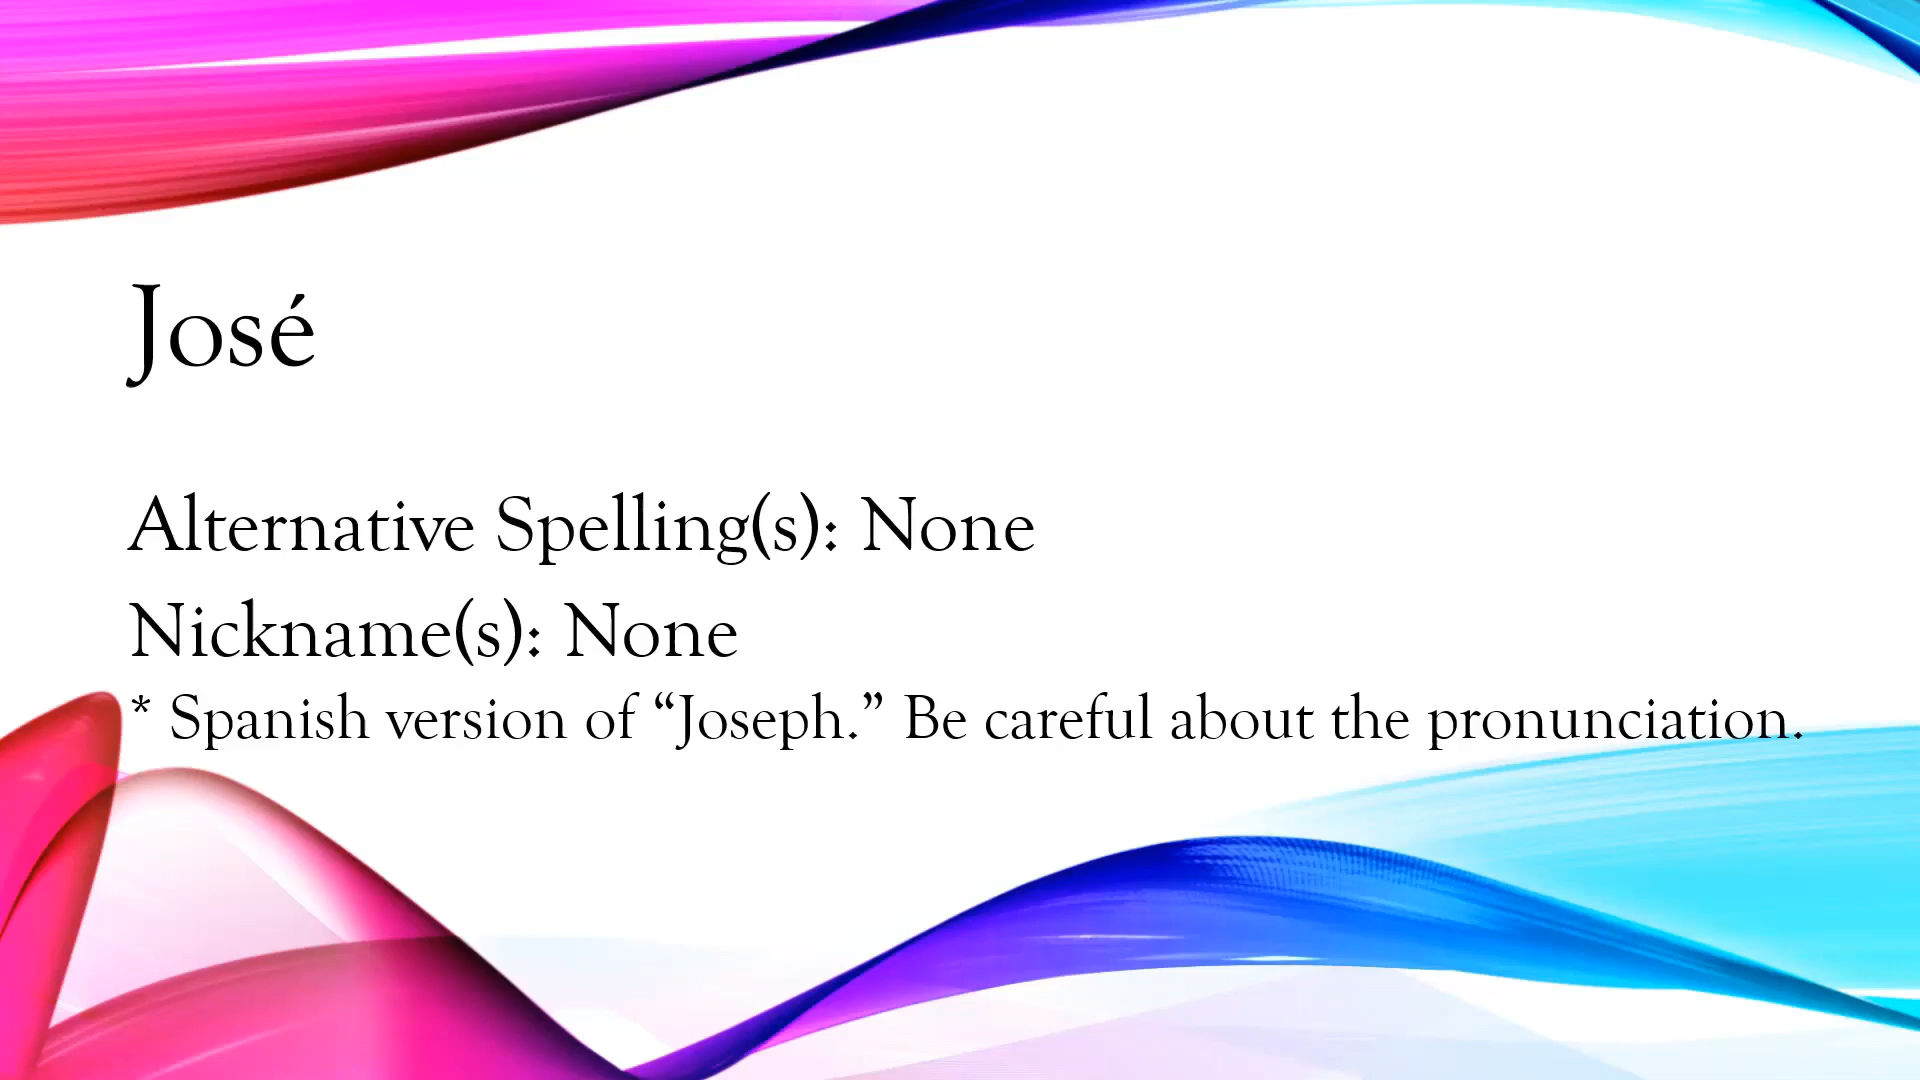 José
Alternative Spelling(s): None
Nickname(s): None
* Spanish version of “Joseph.” Be careful about the pronunciation.